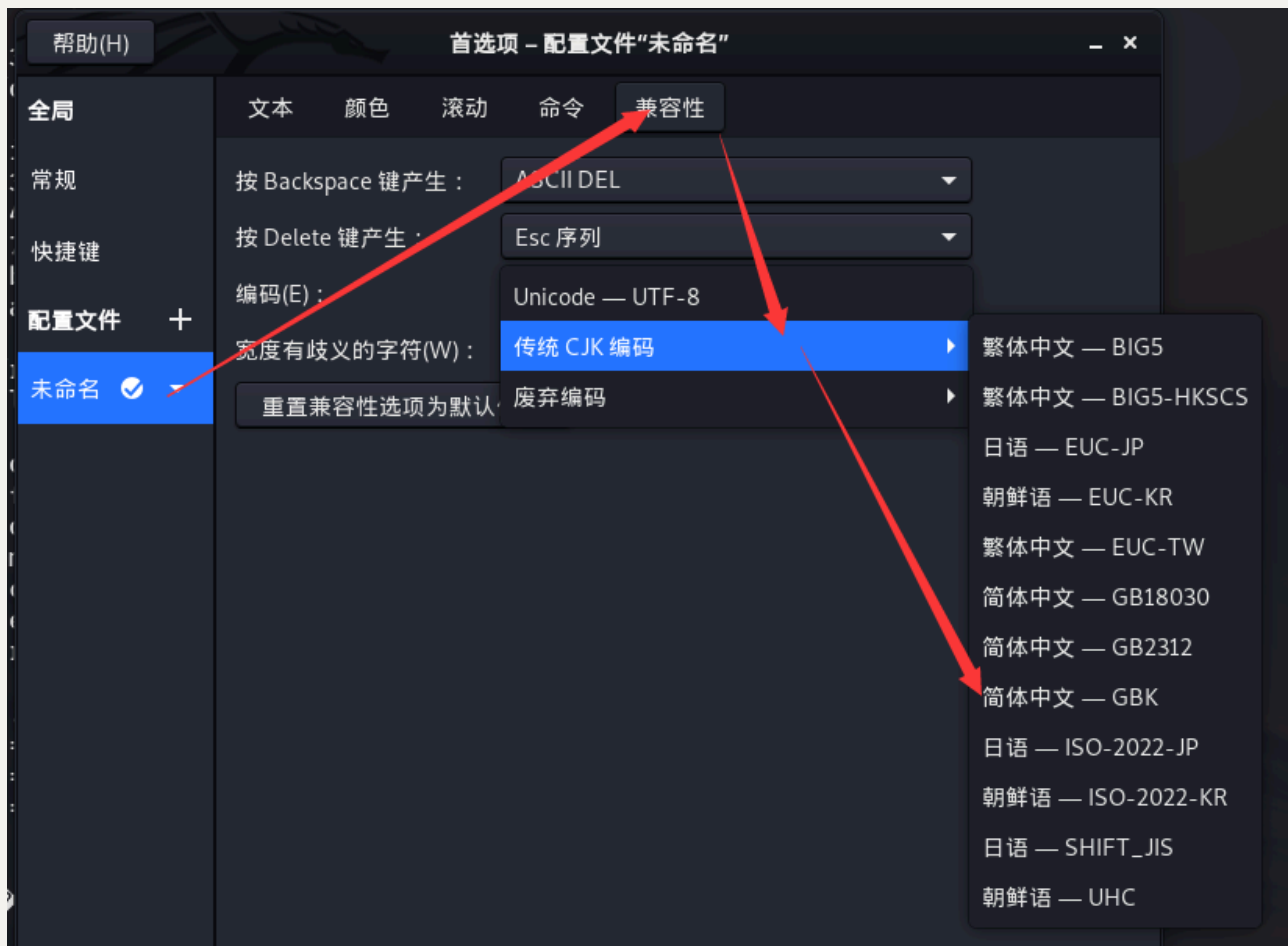 帮助(H)
首选项 – 配置文件“未命名”
全局
常规
快捷键
配置文件
未命名
文本 颜色 滚动 命令 兼容性
按 Backspace 键产生： ASCII DEL
按 Delete 键产生： Esc 序列
编码(E)：
宽度有歧义的字符(W)：
重置兼容性选项为默认
Unicode — UTF-8
传统 CJK 编码
废弃编码
繁体中文 — BIG5
繁体中文 — BIG5-HKSCS
日语 — EUC-JP
朝鲜语 — EUC-KR
繁体中文 — EUC-TW
简体中文 — GB18030
简体中文 — GB2312
简体中文 — GBK
日语 — ISO-2022-JP
朝鲜语 — ISO-2022-KR
日语 — SHIFT_JIS
朝鲜语 — UHC